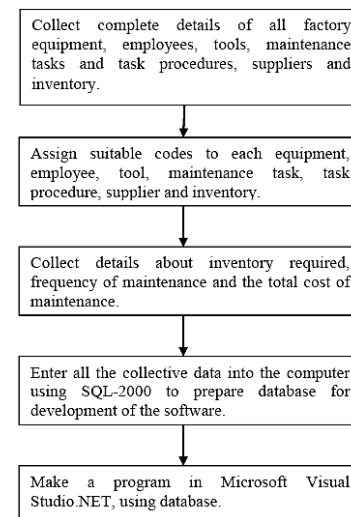 Collect complete details of all factory
equipment, employees, tools, maintenance
tasks and task procedures, suppliers and
inventory.
Assign suitable codes to each equipment,
employee, tool, maintenance task, task
procedure, supplier and inventory.
Collect details about inventory required,
frequency of maintenance and the total cost of
maintenance.
Enter all the collective data into the computer
using SQL-2000 to prepare database for
development of the software.
Make a program in Microsoft Visual
Studio.NET, using database.